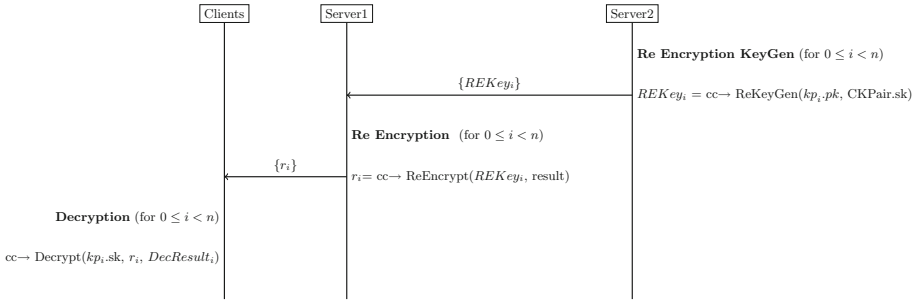 Clients Server1 Server2
Re Encryption KeyGen (for 0 ≤ i < n)
{REKey_i}
REKey_i = cc→ ReKeyGen(kp_i.pk, CKPair.sk)
Re Encryption (for 0 ≤ i < n)
{r_i}
r_i= cc→ ReEncrypt(REKey_i, result)
Decryption (for 0 ≤ i < n)
cc→ Decrypt(kp_i.sk, r_i, DecResult_i)